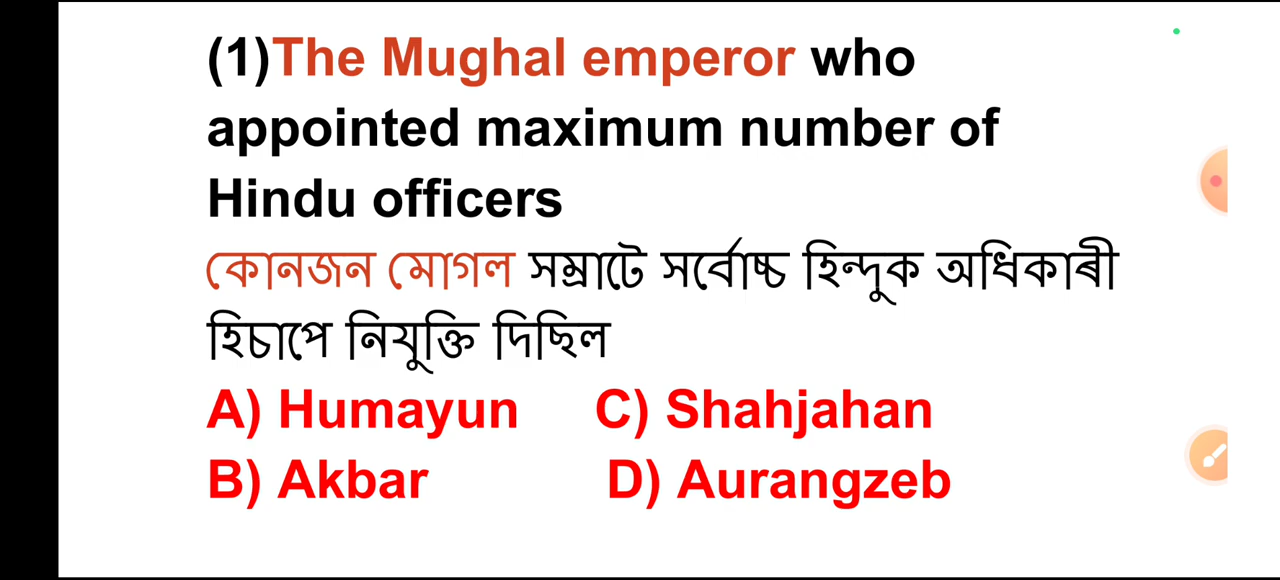 (1)The Mughal emperor who
appointed maximum number of
Hindu officers
কোনজন মোগল সম্ৰাটে সৰ্বোচ্চ হিন্দুক অধিকাৰী
হিচাপে নিযুক্তি দিছিল
A) Humayun C) Shahjahan
B) Akbar D) Aurangzeb